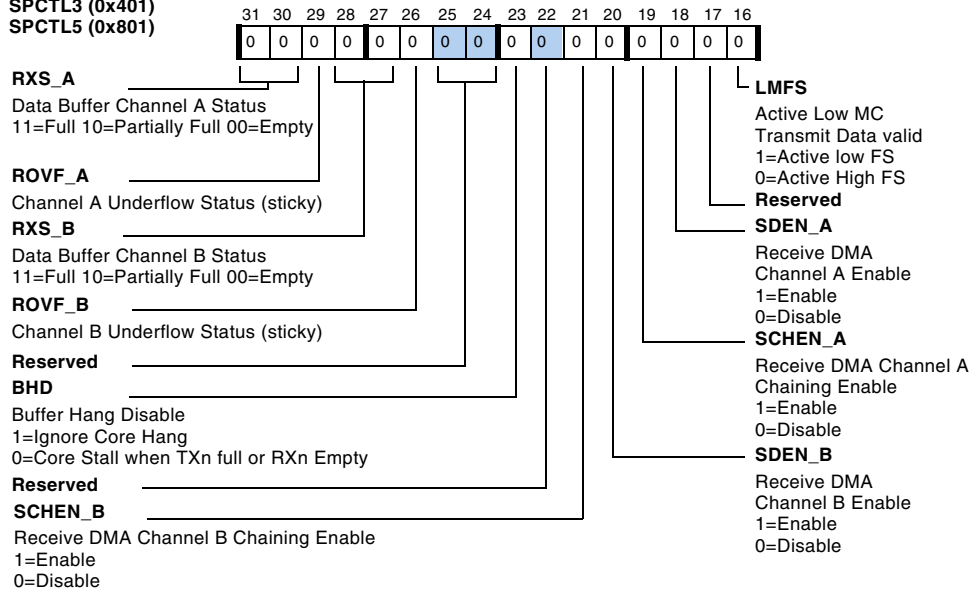 SPCTL3 (0x401)
SPCTL5 (0x801)
31 30 29 28 27 26 25 24 23 22 21 20 19 18 17 16
0 0 0 0 0 0 0 0 0 0 0 0 0 0 0 0
RXS_A
Data Buffer Channel A Status
11=Full 10=Partially Full 00=Empty
ROVF_A
Channel A Underflow Status (sticky)
RXS_B
Data Buffer Channel B Status
11=Full 10=Partially Full 00=Empty
ROVF_B
Channel B Underflow Status (sticky)
Reserved
BHD
Buffer Hang Disable
1=Ignore Core Hang
0=Core Stall when TXn full or RXn Empty
Reserved
SCHEN_B
Receive DMA Channel B Chaining Enable
1=Enable
0=Disable
LMFS
Active Low MC
Transmit Data valid
1=Active low FS
0=Active High FS
Reserved
SDEN_A
Receive DMA
Channel A Enable
1=Enable
0=Disable
SCHEN_A
Receive DMA Channel A
Chaining Enable
1=Enable
0=Disable
SDEN_B
Receive DMA
Channel B Enable
1=Enable
0=Disable